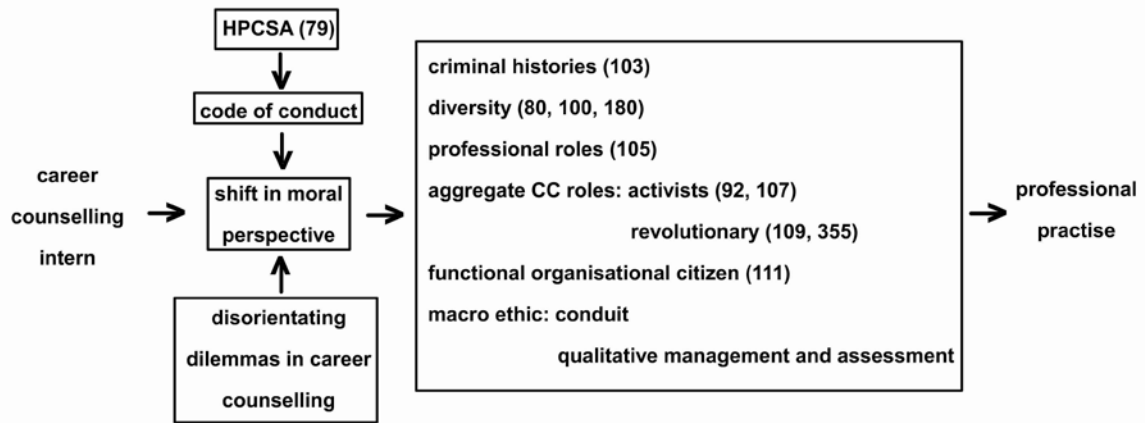 HPCSA (79)
code of conduct
career
counselling
intern
shift in moral
perspective
disorientating
dilemmas in career
counselling
criminal histories (103)
diversity (80, 100, 180)
professional roles (105)
aggregate CC roles: activists (92, 107)
revolutionary (109, 355)
functional organisational citizen (111)
macro ethic: conduit
qualitative management and assessment
professional
practise